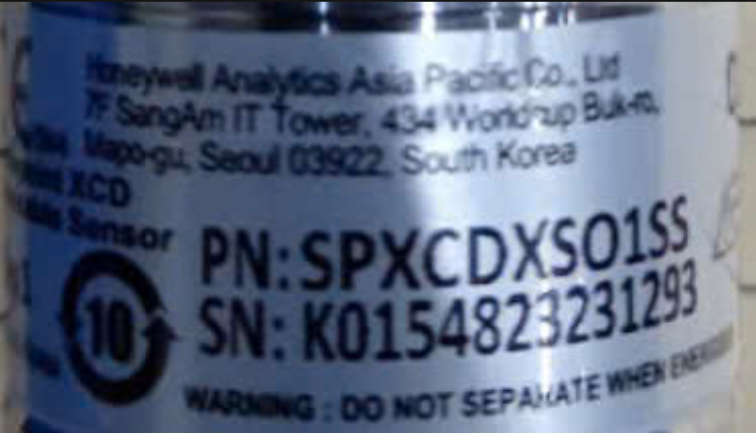 Honeywell Analytics Asia Pacific Co., Ltd
7F SangAm IT Tower, 434 Worldcup Buk-ro,
Mapo-gu, Seoul 03922, South Korea
XCD
Sensor
PN:SPXCDXSO1SS
10
SN: K0154823231293
WARNING : DO NOT SEPARATE WHEN